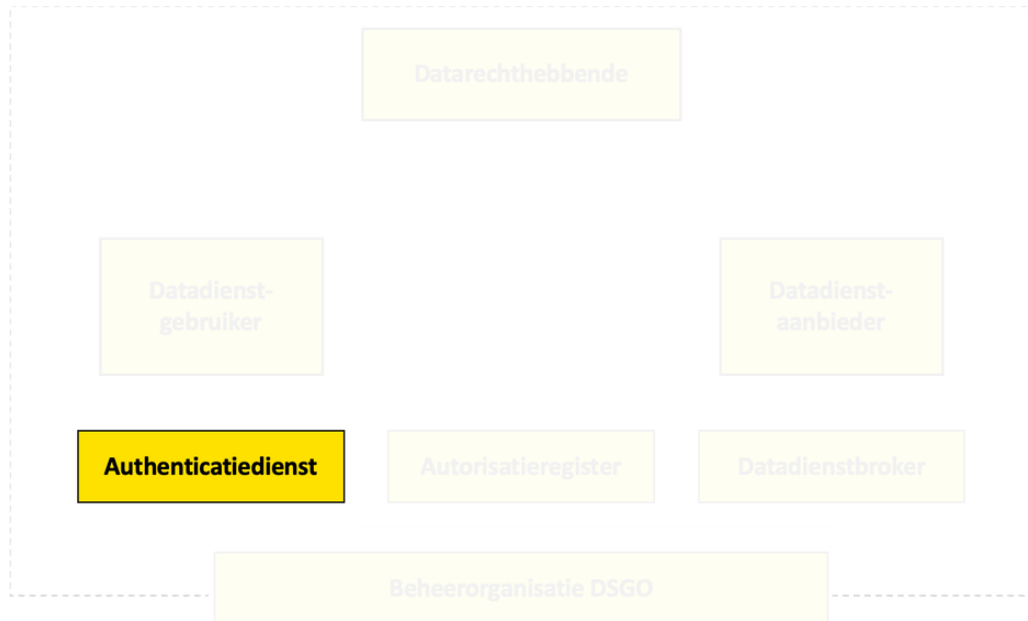 Datarechthebbende
Datadienst-
gebruiker
Datadienst-
aanbieder
Authenticatiedienst
Autorisatieregister
Datadienstbroker
Beheerorganisatie DSGO